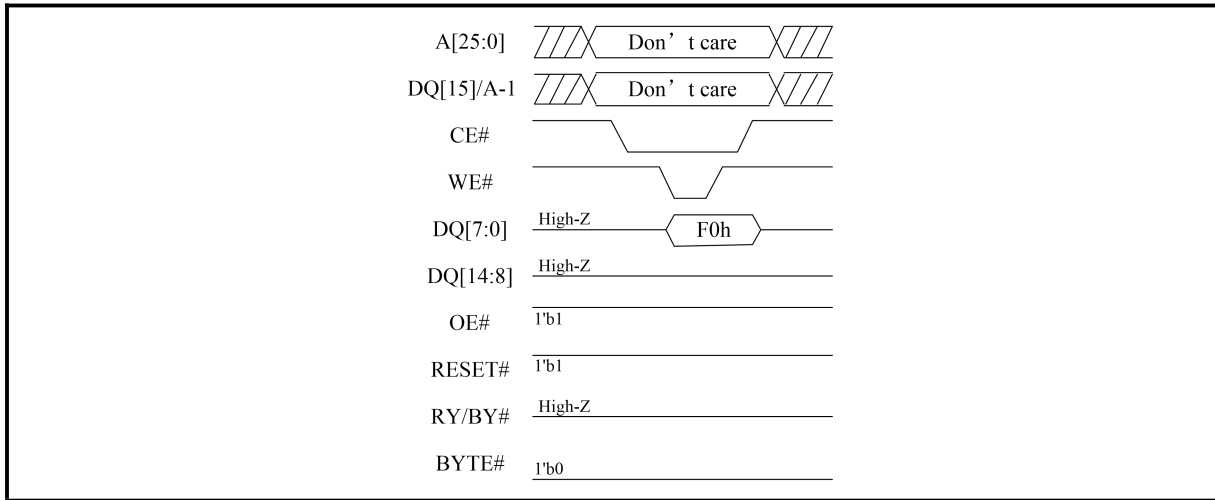 A[25:0] Don’t care
DQ[15]/A-1 Don’t care
CE#
WE#
DQ[7:0] High-Z F0h
DQ[14:8] High-Z
OE# 1'b1
RESET# 1'b1
RY/BY# High-Z
BYTE# 1'b0